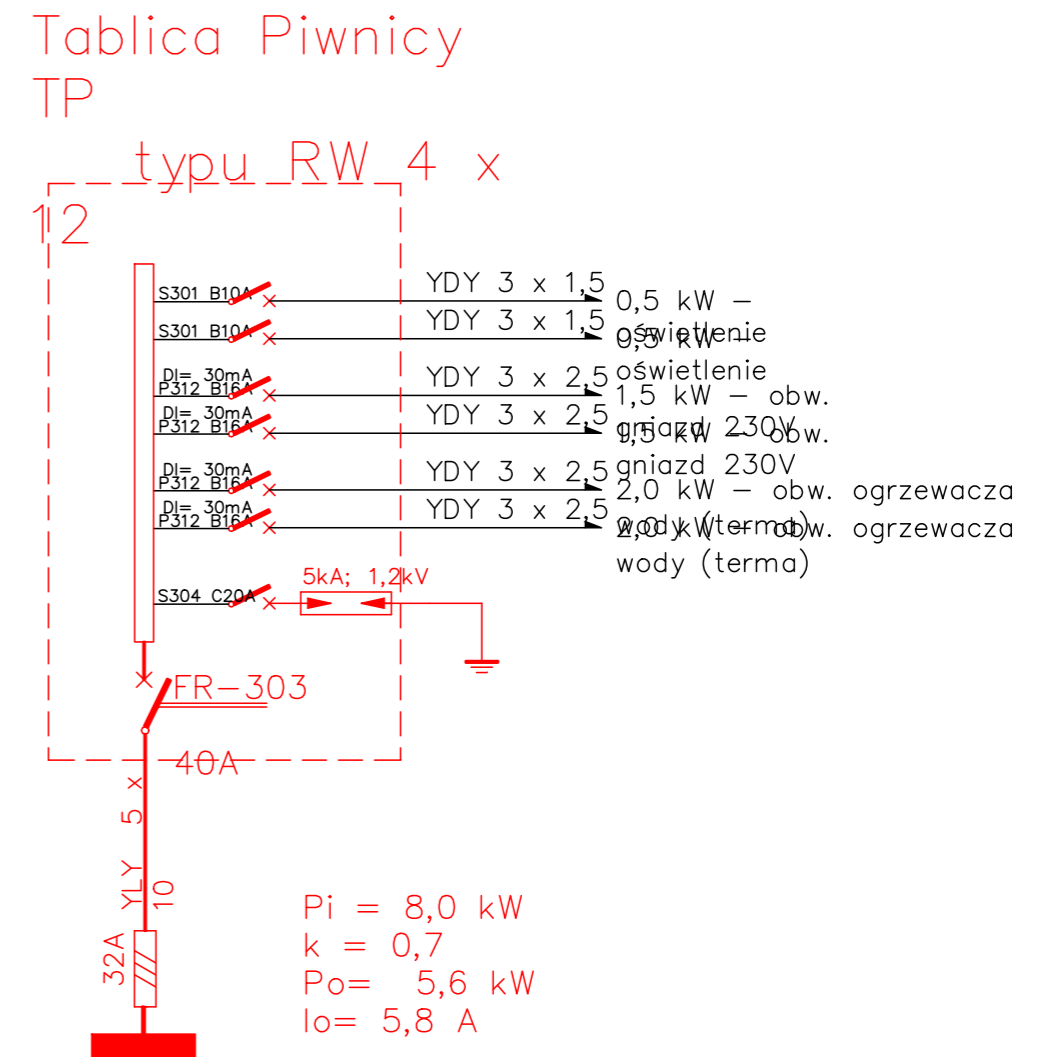 Tablica Piwnicy
TP
typu RW 4 x
12
S301 B10A
YDY 3 x 1,5
0,5 kW –
oświetlenie
S301 B10A
YDY 3 x 1,5
0,5 kW –
oświetlenie
DI= 30mA
P312 B16A
YDY 3 x 2,5
1,5 kW – obw.
gniazd 230V
DI= 30mA
P312 B16A
YDY 3 x 2,5
1,5 kW – obw.
gniazd 230V
DI= 30mA
P312 B16A
YDY 3 x 2,5
2,0 kW – obw. ogrzewacza
wody (terma)
DI= 30mA
P312 B16A
YDY 3 x 2,5
2,0 kW – obw. ogrzewacza
wody (terma)
S304 C20A
5kA; 1,2kV
FR–303
40A
YLY 5 x
10
32A
Pi = 8,0 kW
k = 0,7
Po= 5,6 kW
Io= 5,8 A